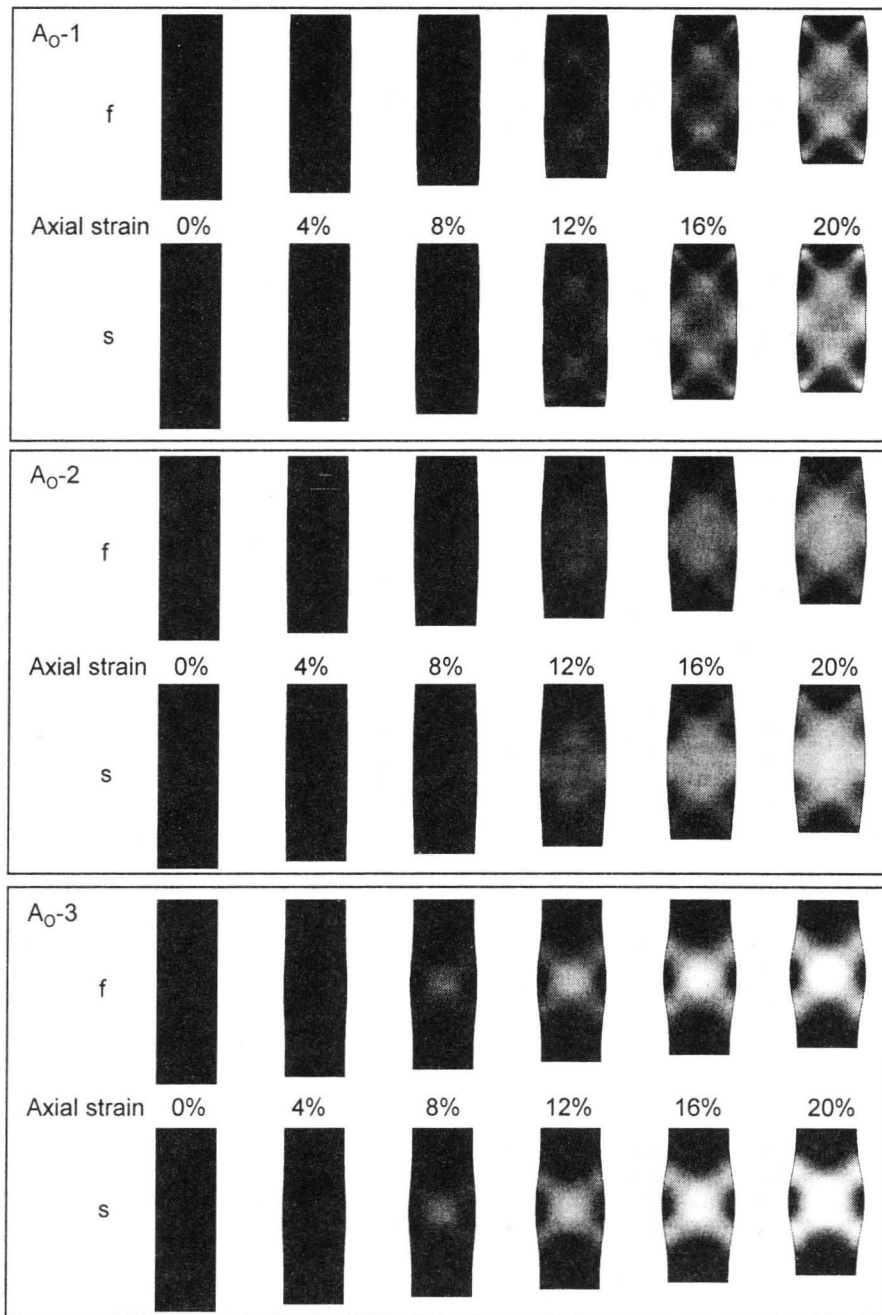 A₀-1
f
Axial strain 0% 4% 8% 12% 16% 20%
s
A₀-2
f
Axial strain 0% 4% 8% 12% 16% 20%
s
A₀-3
f
Axial strain 0% 4% 8% 12% 16% 20%
s